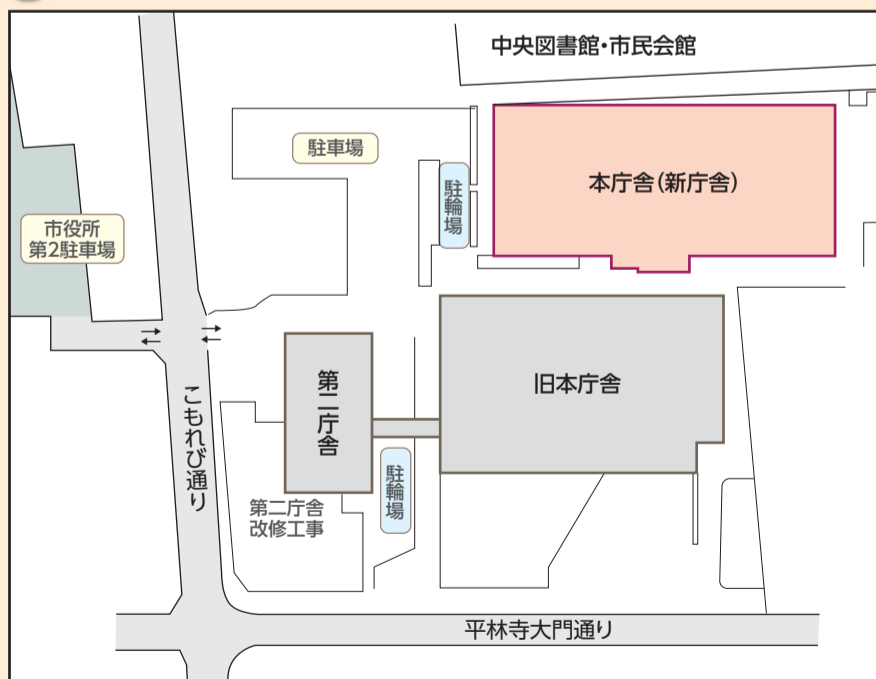 中央図書館・市民会館
駐車場
駐輪場
本庁舎(新庁舎)
市役所
第2駐車場
第二庁舎
旧本庁舎
こもれび通り
駐輪場
第二庁舎
改修工事
平林寺大門通り